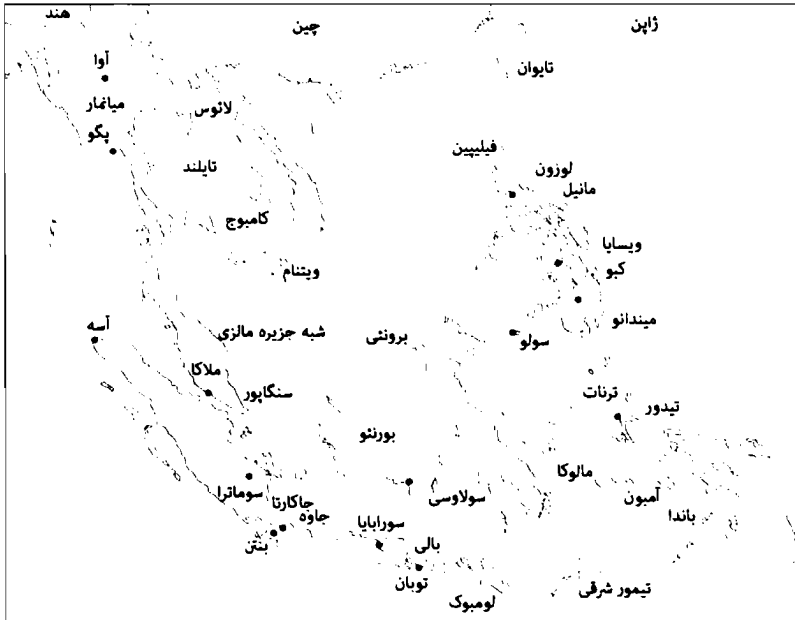 هند
چین
ژاپن
آوا
تایوان
میانمار
لائوس
پگو
تایلند
فیلیپین
لوزون
مانیل
کامبوج
ویسایا
ویتنام
کبو
میندانو
آسه
شبه جزیره مالزی
برونئی
سولو
ملاکا
سنگاپور
ترنات
تیدور
بورنئو
مالوکا
سوماترا
سولاوسی
آمبون
جاکارتا
باندا
جاوه
سورابایا
بنتن
بالی
توبان
لومبوک
تیمور شرقی